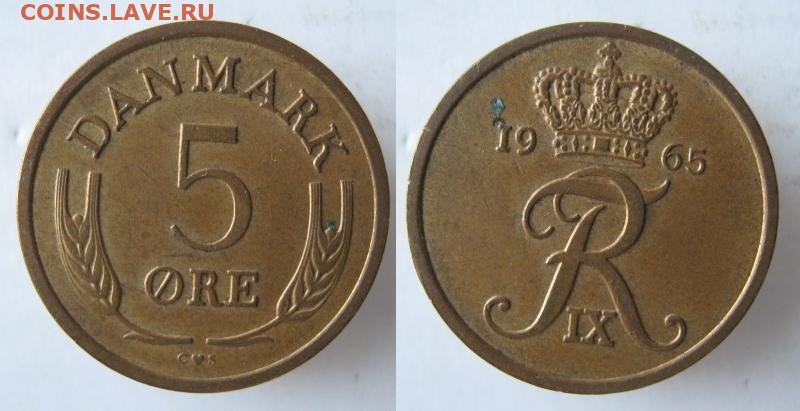 COINS.LAVE.RU
DANMARK
5
ØRE
C♥S
19 65
R
IX